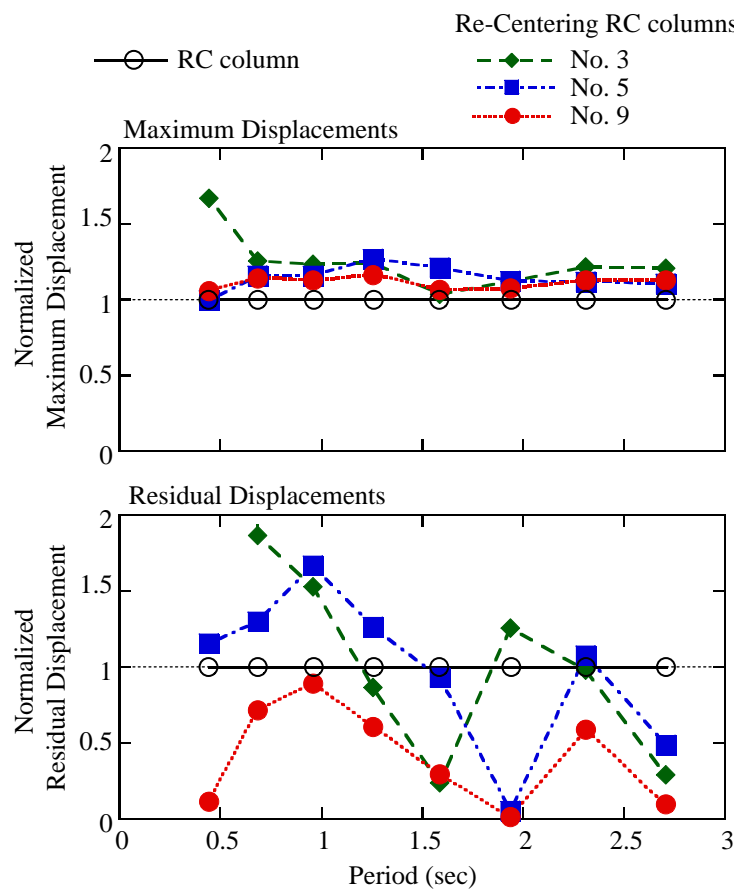 Re-Centering RC columns
RC column
No. 3
No. 5
No. 9
Maximum Displacements
2
1.5
1
0.5
0
Normalized
Maximum Displacement
Residual Displacements
2
1.5
1
0.5
0
Normalized
Residual Displacement
0 0.5 1 1.5 2 2.5 3
Period (sec)